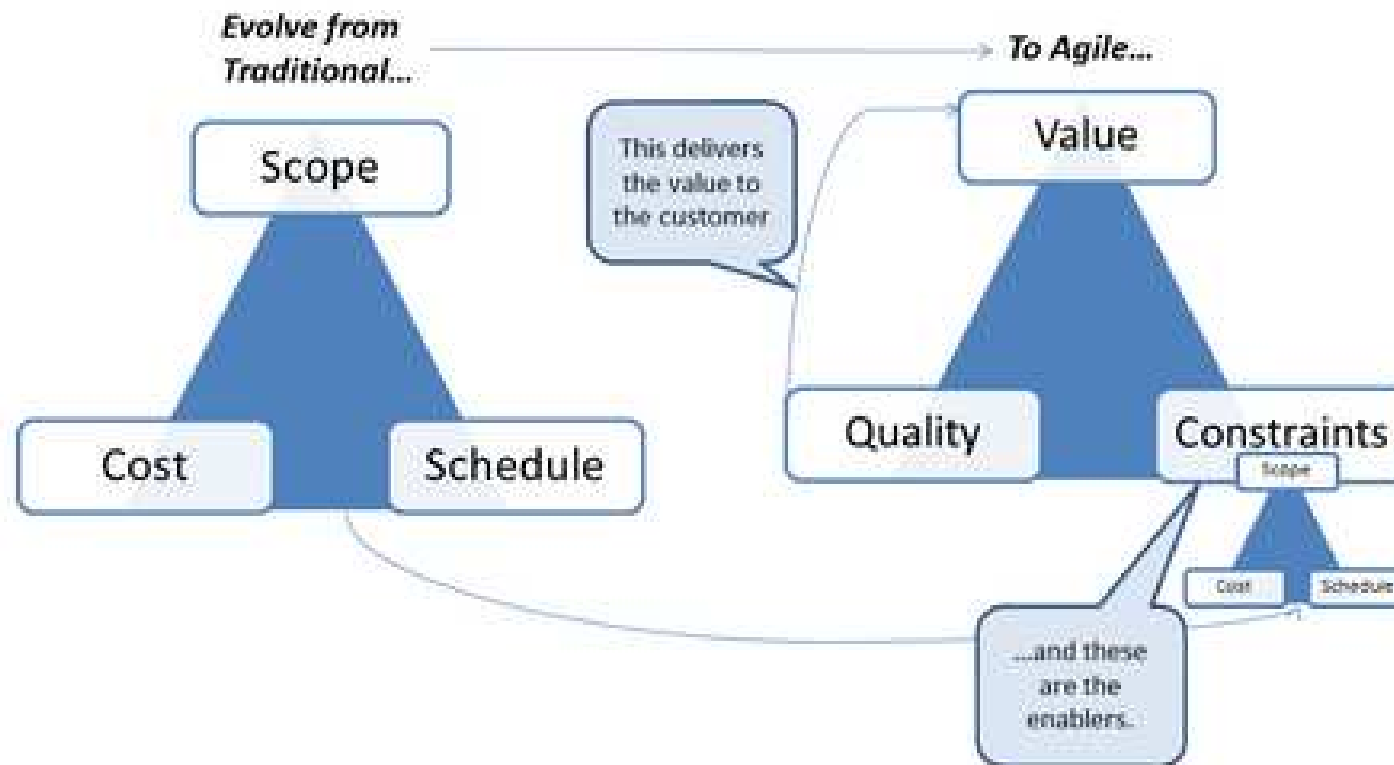 Evolve from
Traditional...
To Agile...
Scope
Cost
Schedule
This delivers
the value to
the customer
Value
Quality
Constraints
Scope
Cost
Schedule
...and these
are the
enablers.